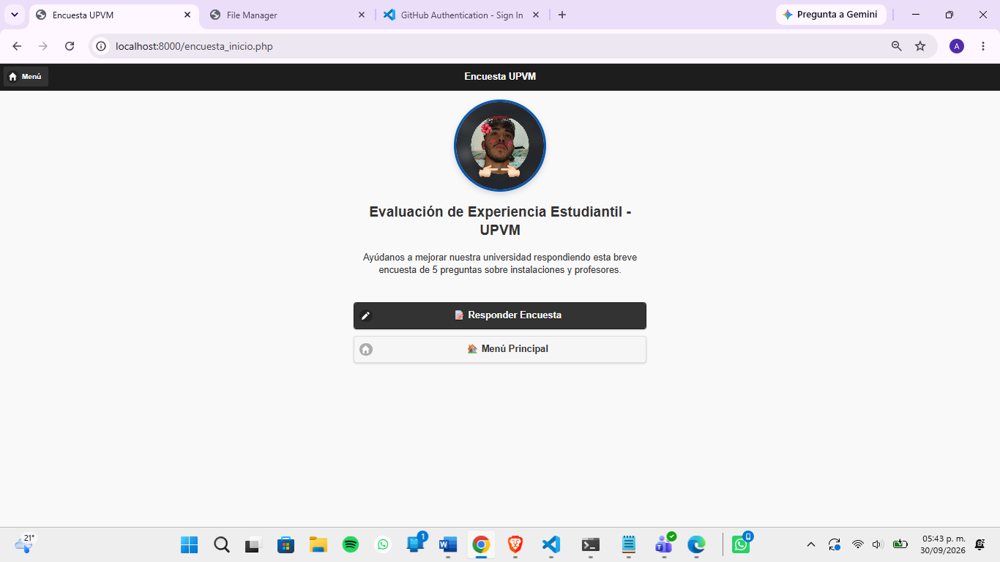 Encuesta UPVM
File Manager
GitHub Authentication - Sign In
Pregunta a Gemini
localhost:8000/encuesta_inicio.php
A
Menú
Encuesta UPVM
Evaluación de Experiencia Estudiantil -
UPVM
Ayúdanos a mejorar nuestra universidad respondiendo esta breve
encuesta de 5 preguntas sobre instalaciones y profesores.
Responder Encuesta
Menú Principal
21°
1
05:43 p. m.
30/09/2026